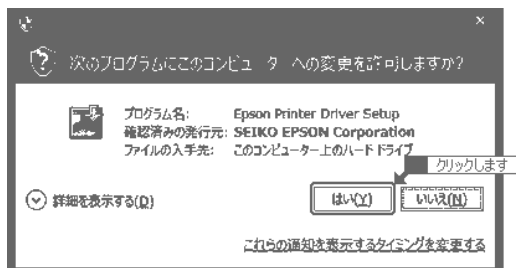 次のプログラムにこのコンピューターへの変更を許可しますか?
プログラム名: Epson Printer Driver Setup
確認済みの発行元: SEIKO EPSON Corporation
ファイルの入手先: このコンピューター上のハード ドライブ
クリックします
詳細を表示する(D) はい(Y) いいえ(N)
これらの通知を表示するタイミングを変更する